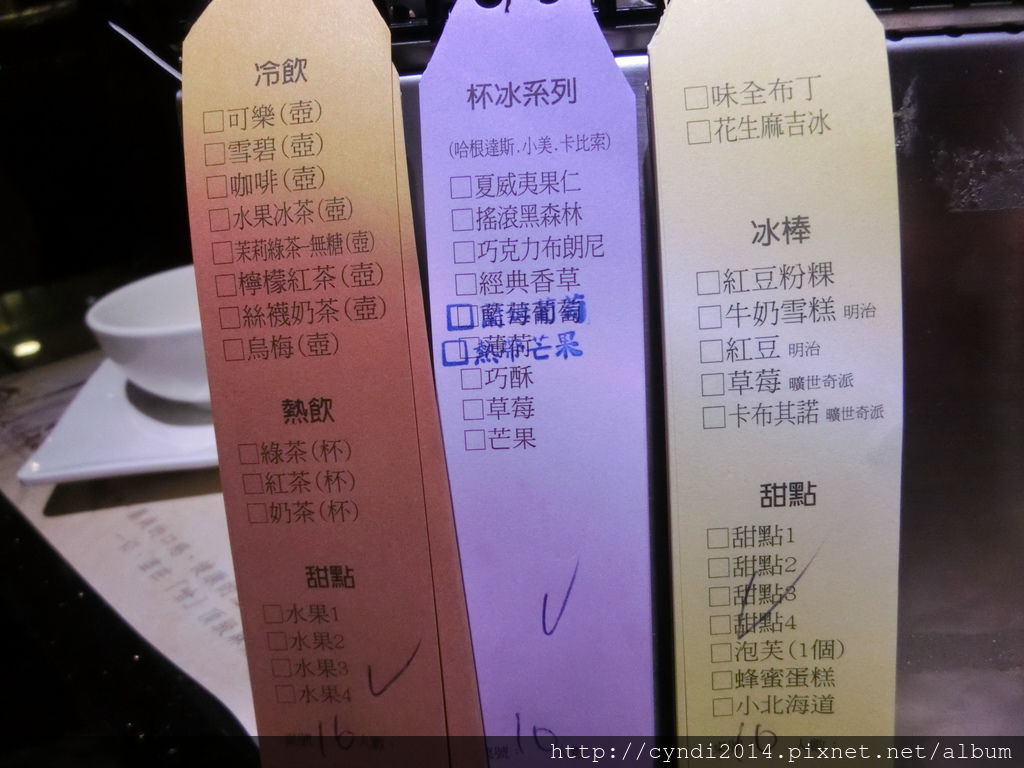 冷飲
□可樂(壺)
□雪碧(壺)
□咖啡(壺)
□水果冰茶(壺)
□茉莉綠茶-無糖(壺)
□檸檬紅茶(壺)
□絲襪奶茶(壺)
□烏梅(壺)
熱飲
□綠茶(杯)
□紅茶(杯)
□奶茶(杯)
甜點
□水果1
□水果2
□水果3
□水果4
16
杯冰系列
(哈根達斯.小美.卡比索)
□夏威夷果仁
□搖滾黑森林
□巧克力布朗尼
□經典香草
□藍莓葡萄
□熱帶芒果
□巧酥
□草莓
□芒果
10
□味全布丁
□花生麻吉冰
冰棒
□紅豆粉粿
□牛奶雪糕 明治
□紅豆 明治
□草莓 曠世奇派
□卡布其諾 曠世奇派
甜點
□甜點1
□甜點2
□甜點3
□甜點4
□泡芙(1個)
□蜂蜜蛋糕
□小北海道
http://cyndi2014.pixnet.net/album